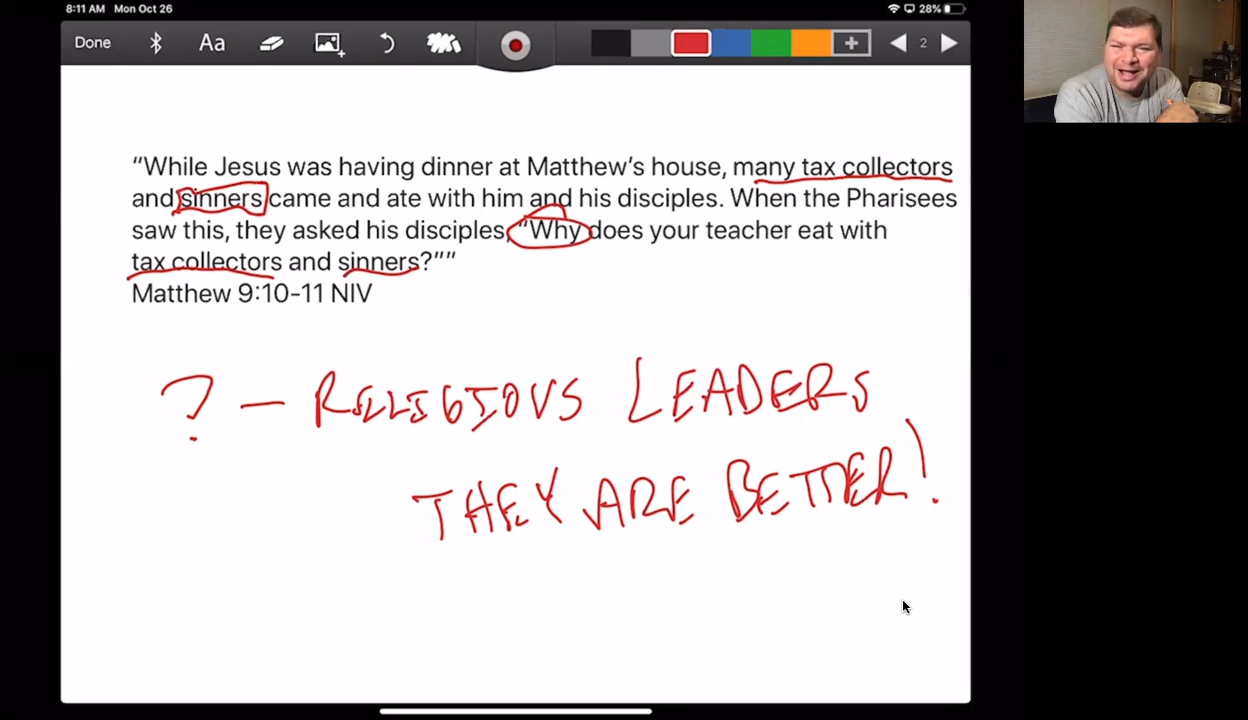 8:11 AM Mon Oct 26 28%
Done Aa 2
“While Jesus was having dinner at Matthew’s house, many tax collectors
and sinners came and ate with him and his disciples. When the Pharisees
saw this, they asked his disciples, “Why does your teacher eat with
tax collectors and sinners?””
Matthew 9:10-11 NIV
? – RELIGIOUS LEADERS
THEY ARE BETTER!